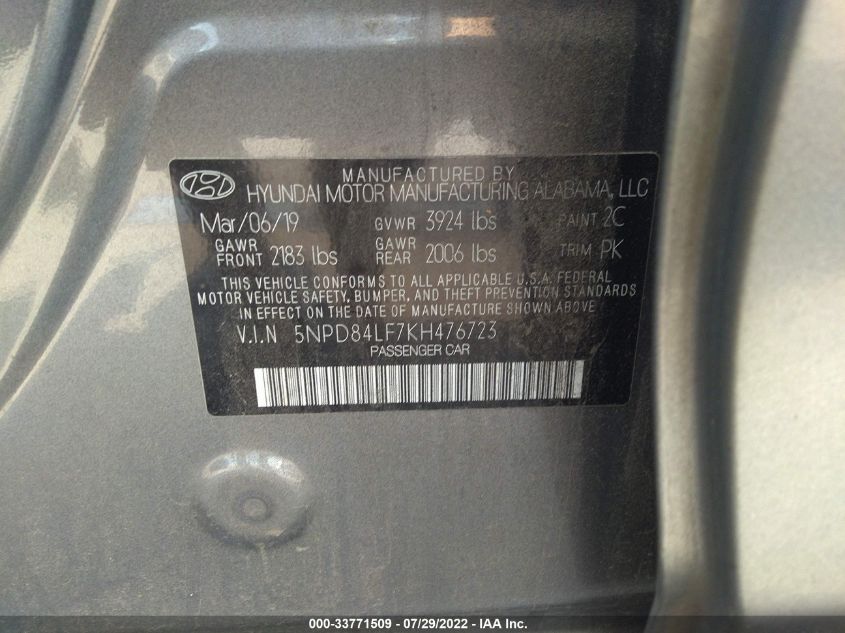 MANUFACTURED BY
HYUNDAI MOTOR MANUFACTURING ALABAMA, LLC
Mar/06/19 GVWR 3924 lbs PAINT 2C
GAWR FRONT 2183 lbs GAWR REAR 2006 lbs TRIM PK
THIS VEHICLE CONFORMS TO ALL APPLICABLE U.S.A. FEDERAL
MOTOR VEHICLE SAFETY, BUMPER, AND THEFT PREVENTION STANDARDS
IN EFFECT ON THE DATE OF MANUFACTURE SHOWN ABOVE
V.I.N 5NPD84LF7KH476723
PASSENGER CAR
000-33771509 - 07/29/2022 - IAA Inc.